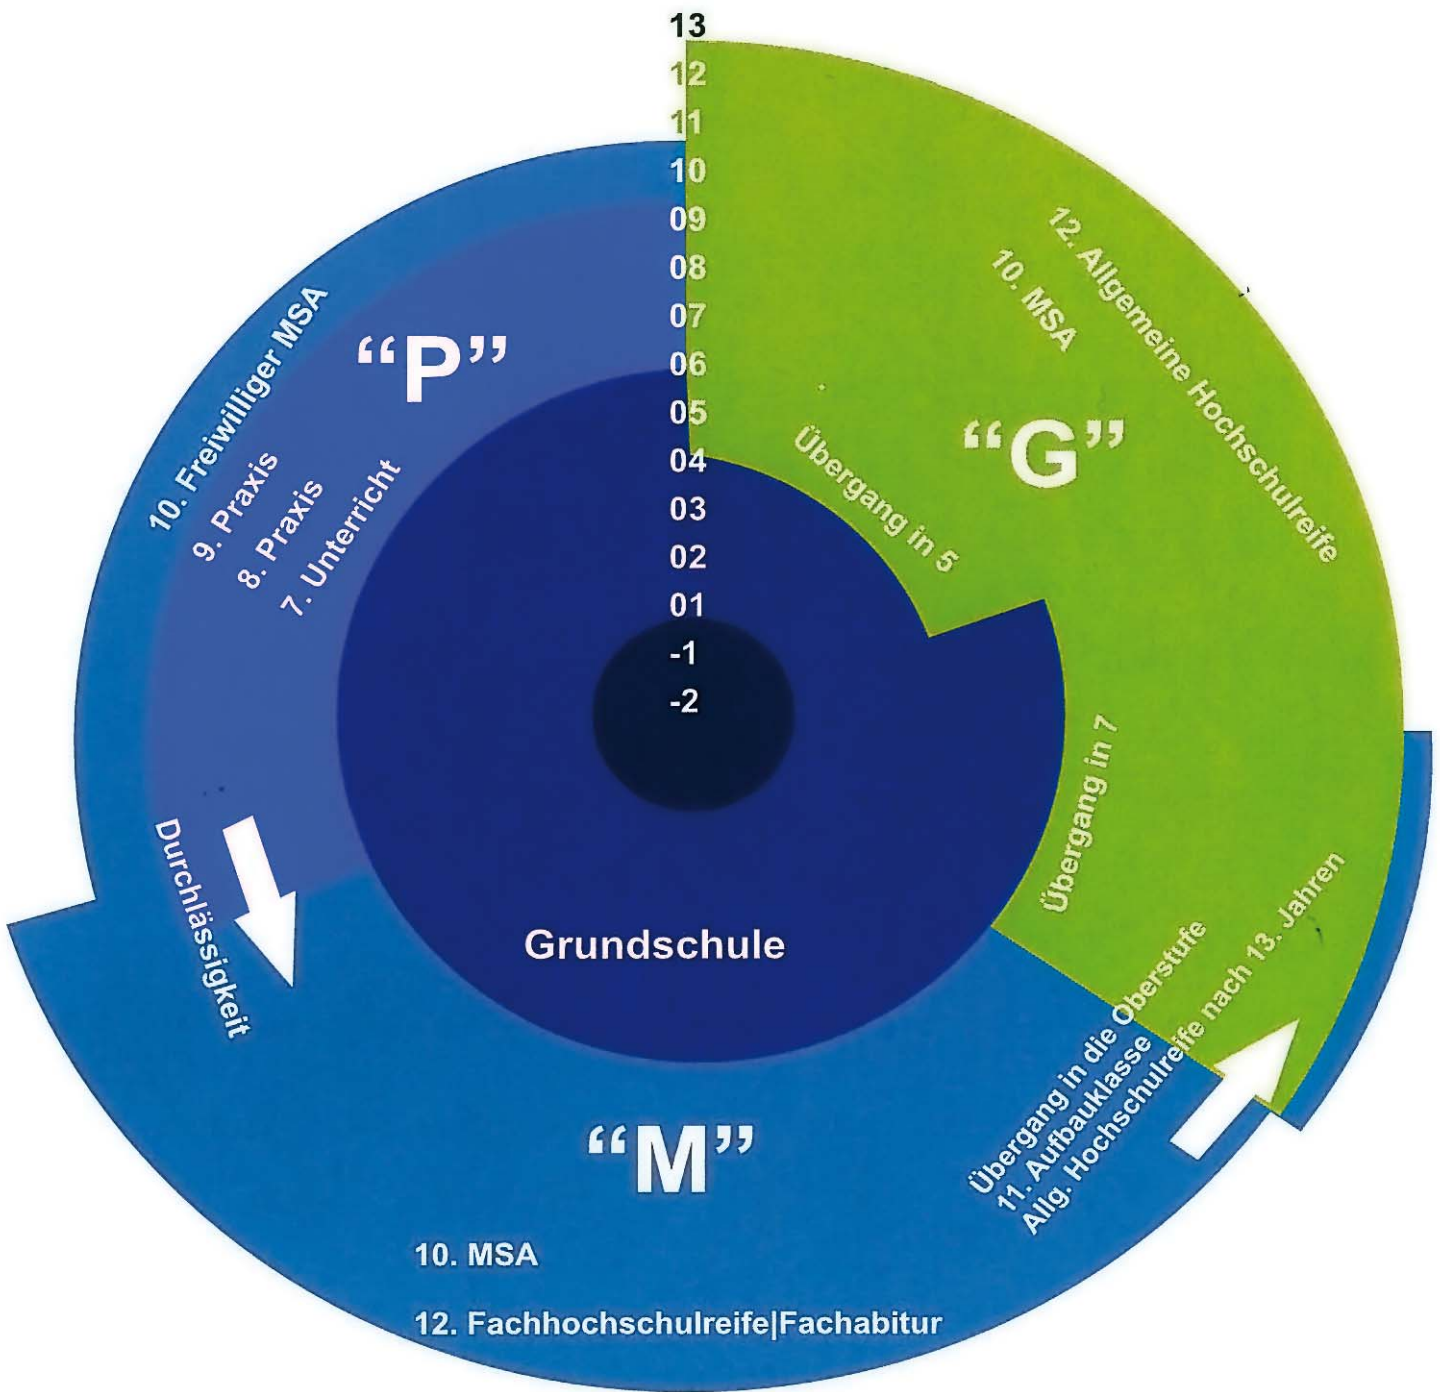 13
12
11
10
09
08
07
06
05
04
03
02
01
-1
-2
“P”
10. Freiwilliger MSA
9. Praxis
8. Praxis
7. Unterricht
Durchlässigkeit
“G”
12. Allgemeine Hochschulreife
10. MSA
Übergang in 5
Übergang in 7
Grundschule
“M”
10. MSA
12. Fachhochschulreife|Fachabitur
Übergang in die Oberstufe
11. Aufbauklasse
Allg. Hochschulreife nach 13. Jahren